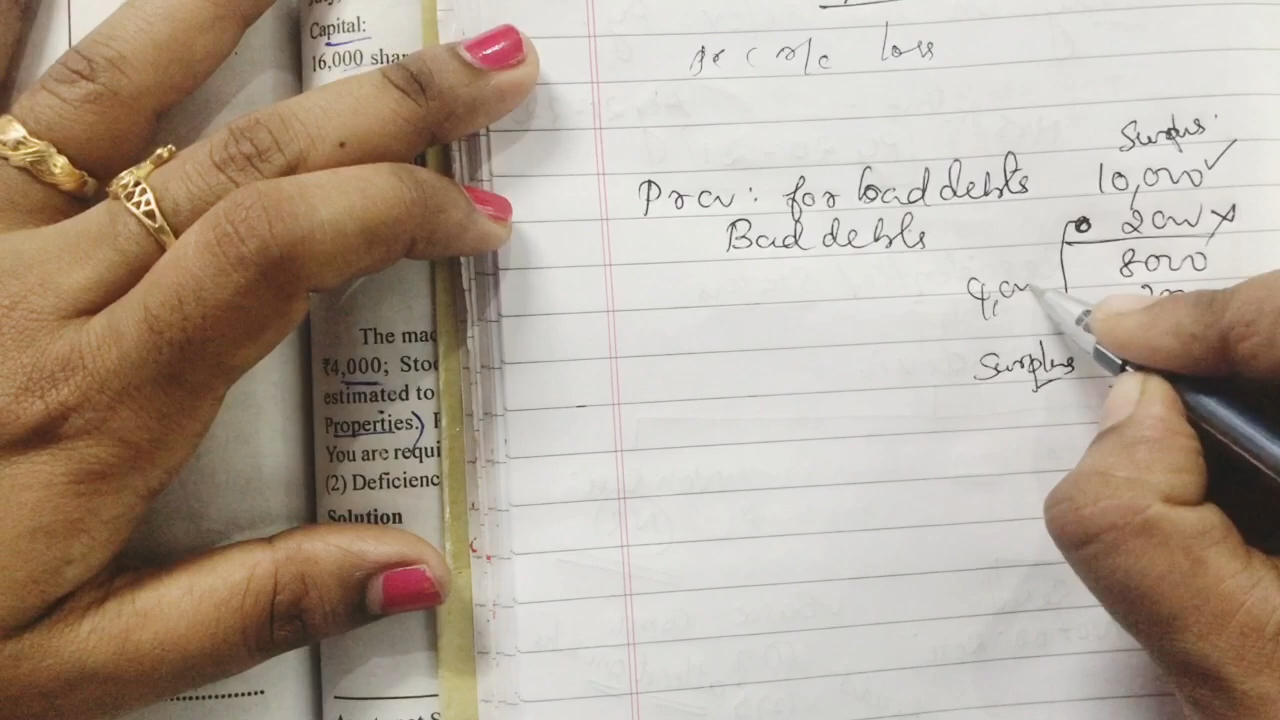 Capital:
16,000 shar
The mac
₹4,000; Stoc
estimated to
Properties.) F
You are requi
(2) Deficienc
Solution
loss
Surplus.
Prov: for bad debts 10,000 ✓
Bad debts 2000 x
8000
Surplus